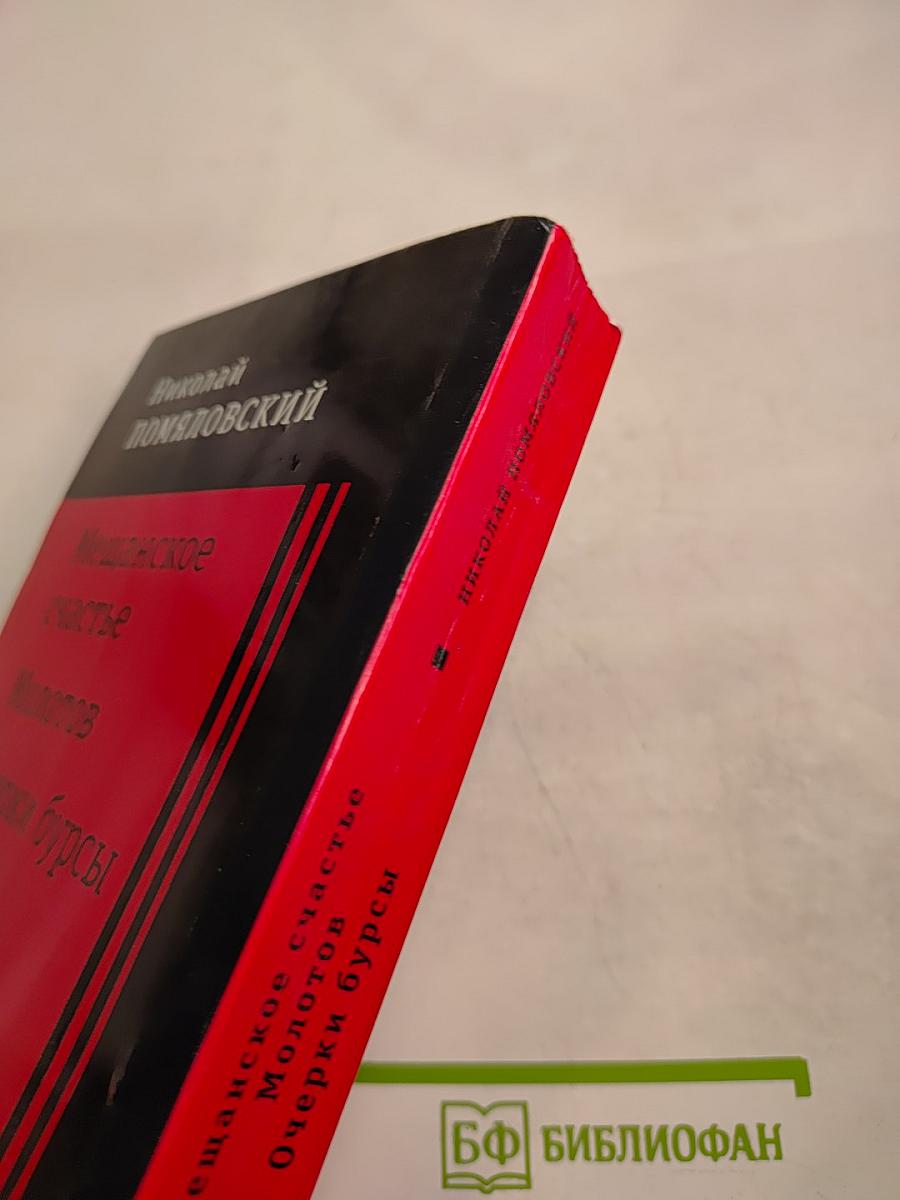 Николай
ПОМЯЛОВСКИЙ
Мещанское
счастье
Молотов
бурсы
НИКОЛАЙ ПОМЯЛОВСКИЙ
ещанское счастье
Молотов
Очерки бурсы
БФ БИБЛИОФАН